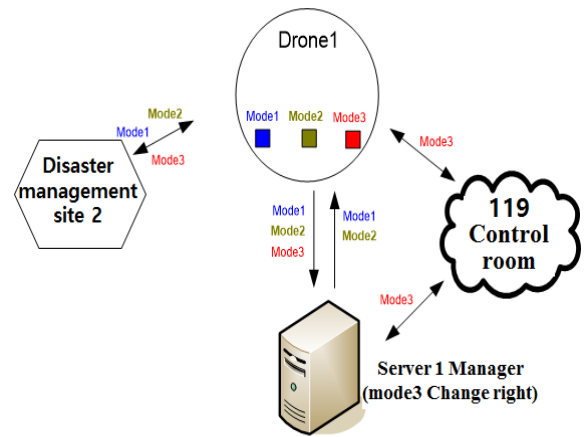 Drone1
Mode1 Mode2 Mode3
Mode2
Mode1
Mode3
Disaster
management
site 2
Mode3
119
Control
room
Mode1
Mode2
Mode3
Mode1
Mode2
Mode3
Server 1 Manager
(mode3 Change right)